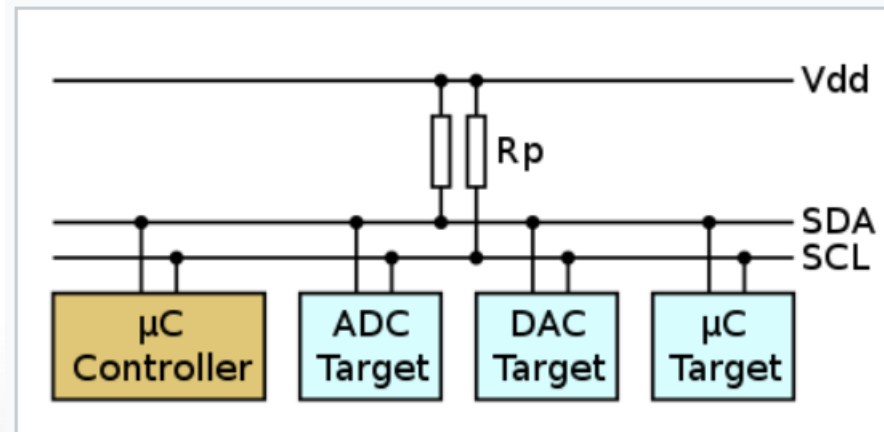 Vdd
Rp
SDA
SCL
µC
Controller
ADC
Target
DAC
Target
µC
Target